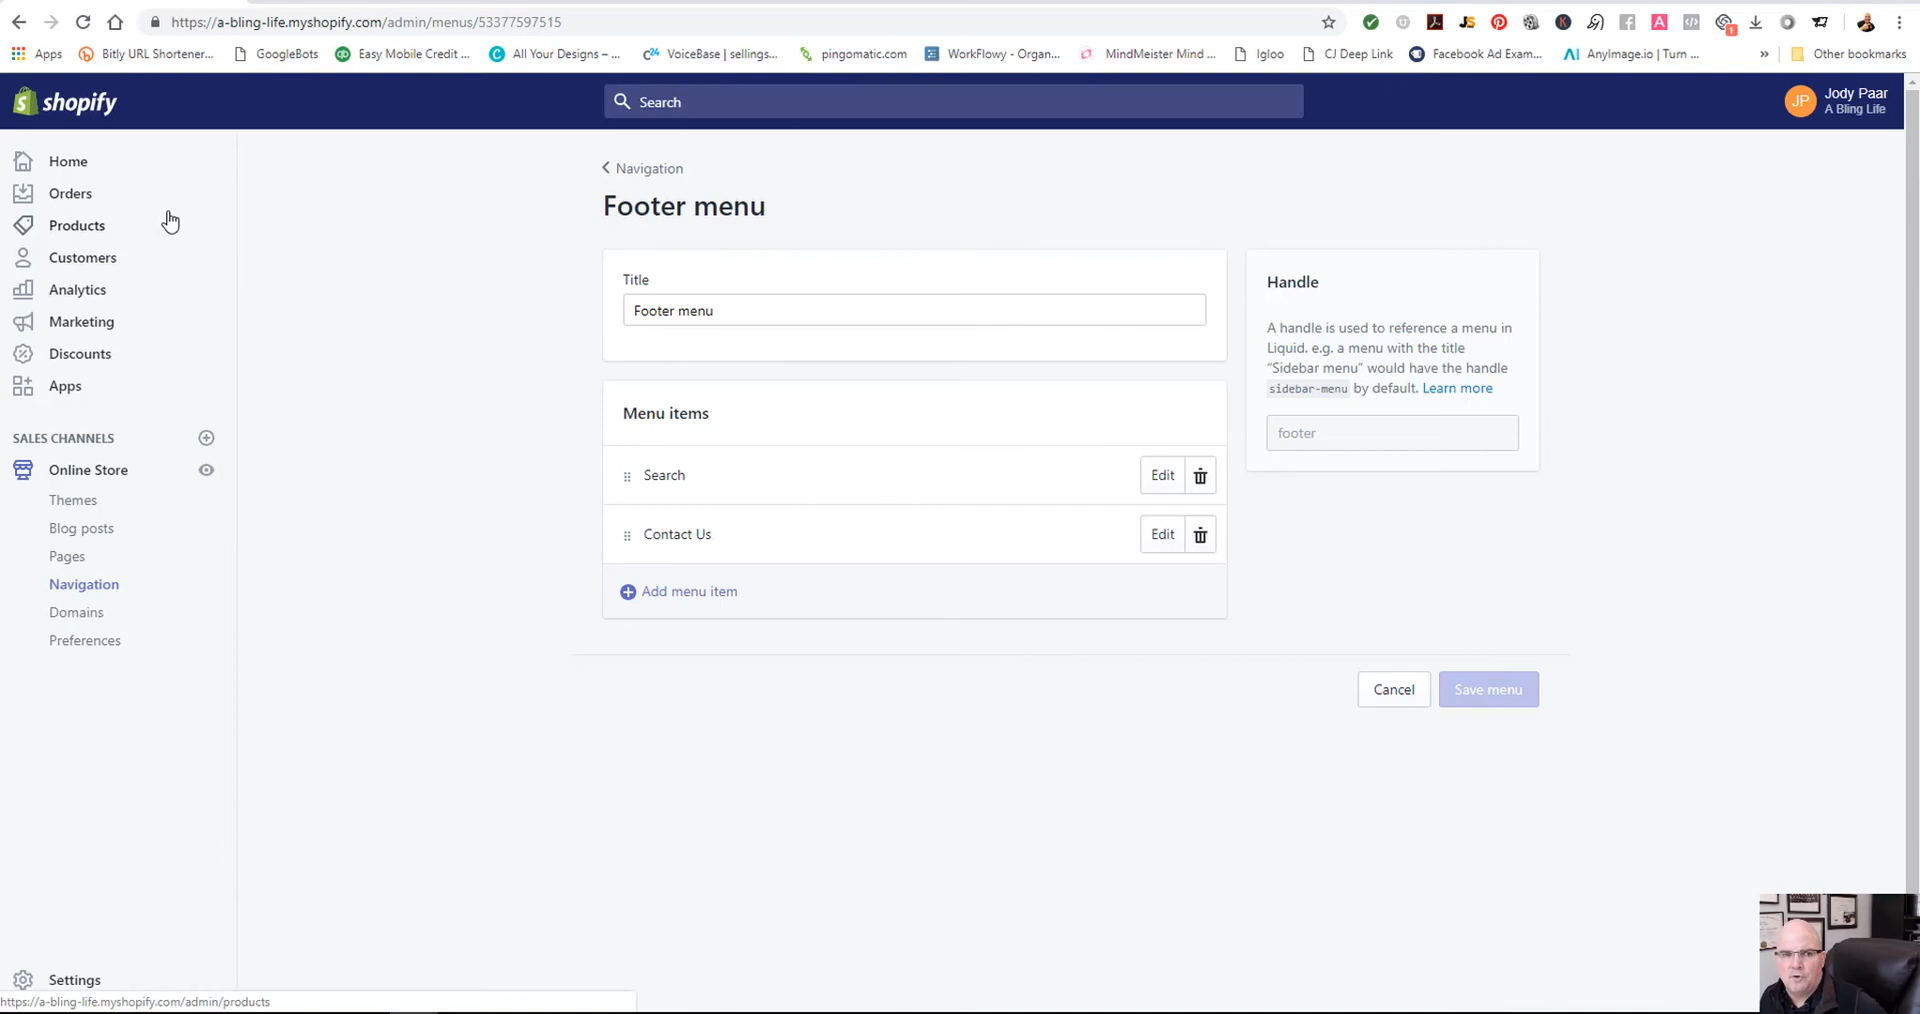 https://a-bling-life.myshopify.com/admin/menus/53377597515
1
Apps
Bitly URL Shortener...
GoogleBots
Easy Mobile Credit ...
All Your Designs – ...
VoiceBase | sellings...
pingomatic.com
WorkFlowy - Organ...
MindMeister Mind ...
Igloo
CJ Deep Link
Facebook Ad Exam...
AnyImage.io | Turn ...
»
Other bookmarks
shopify
Search
JP
Jody Paar
A Bling Life
Home
Orders
Products
Customers
Analytics
Marketing
Discounts
Apps
SALES CHANNELS
Online Store
Themes
Blog posts
Pages
Navigation
Domains
Preferences
Settings
Navigation
Footer menu
Title
Footer menu
Menu items
Search
Edit
Contact Us
Edit
Add menu item
Handle
A handle is used to reference a menu in
Liquid. e.g. a menu with the title
“Sidebar menu” would have the handle
sidebar-menu by default. Learn more
footer
Cancel
Save menu
https://a-bling-life.myshopify.com/admin/products